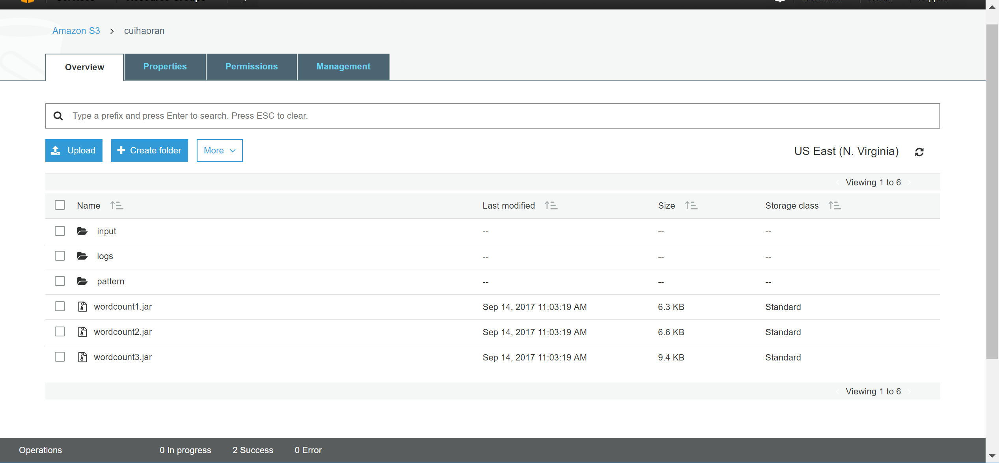 Services Resource Groups Support
Amazon S3 > cuihaoran
Overview Properties Permissions Management
Type a prefix and press Enter to search. Press ESC to clear.
Upload + Create folder More US East (N. Virginia)
Viewing 1 to 6
Name Last modified Size Storage class
input -- -- --
logs -- -- --
pattern -- -- --
wordcount1.jar Sep 14, 2017 11:03:19 AM 6.3 KB Standard
wordcount2.jar Sep 14, 2017 11:03:19 AM 6.6 KB Standard
wordcount3.jar Sep 14, 2017 11:03:19 AM 9.4 KB Standard
Viewing 1 to 6
Operations 0 In progress 2 Success 0 Error